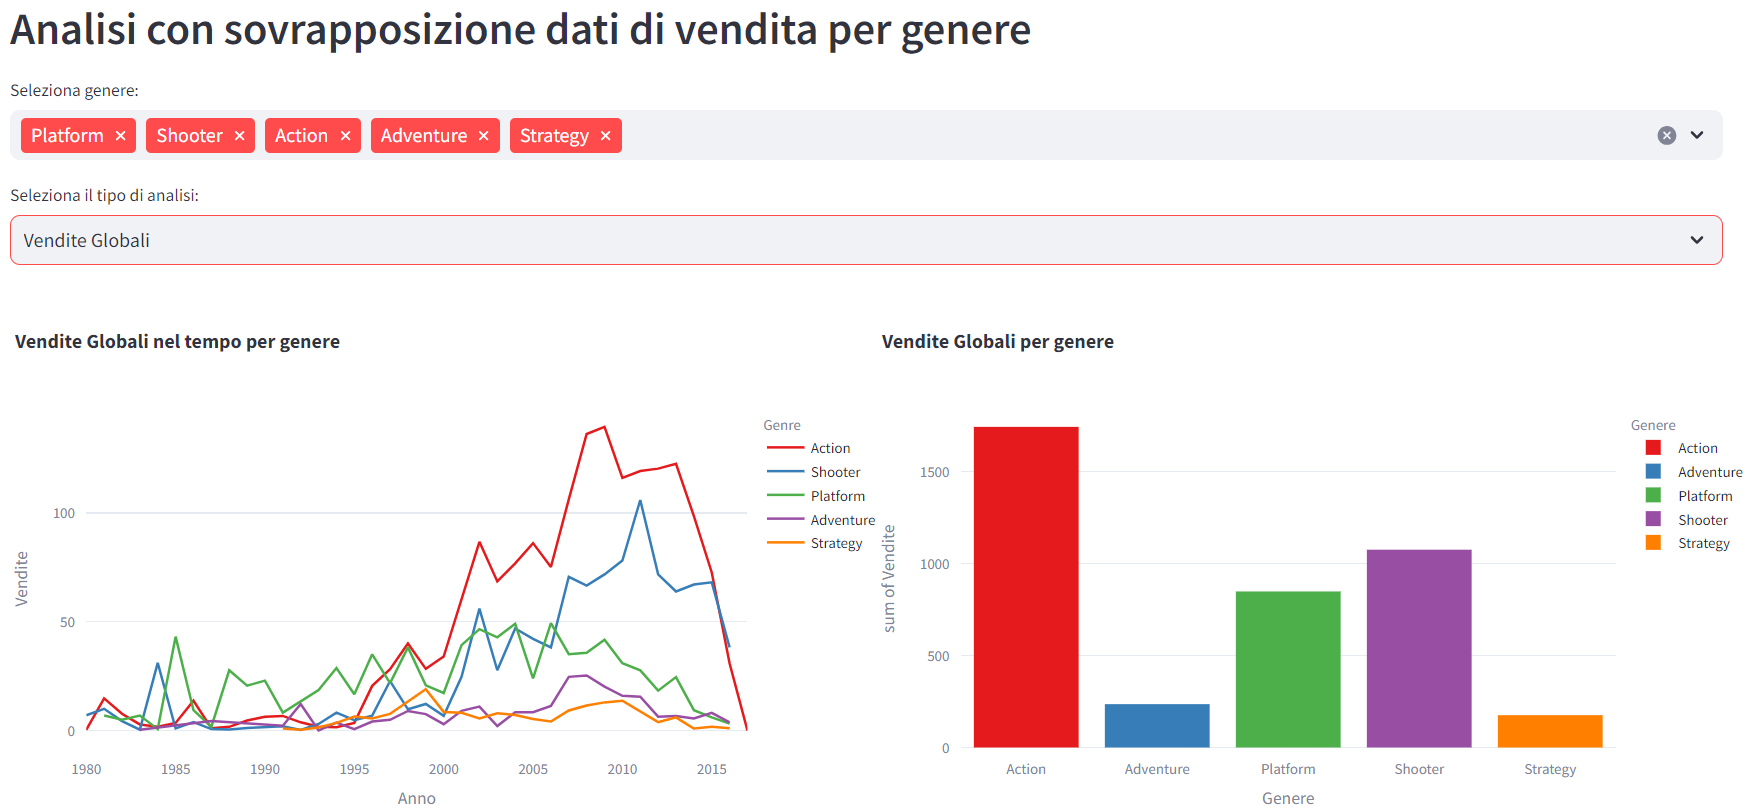 Analisi con sovrapposizione dati di vendita per genere
Seleziona genere:
Platform × Shooter × Action × Adventure × Strategy ×
Seleziona il tipo di analisi:
Vendite Globali
Vendite Globali nel tempo per genere
Vendite
100
50
0
1980 1985 1990 1995 2000 2005 2010 2015
Anno
Genre
Action
Shooter
Platform
Adventure
Strategy
Vendite Globali per genere
sum of Vendite
1500
1000
500
0
Action Adventure Platform Shooter Strategy
Genere
Genere
Action
Adventure
Platform
Shooter
Strategy